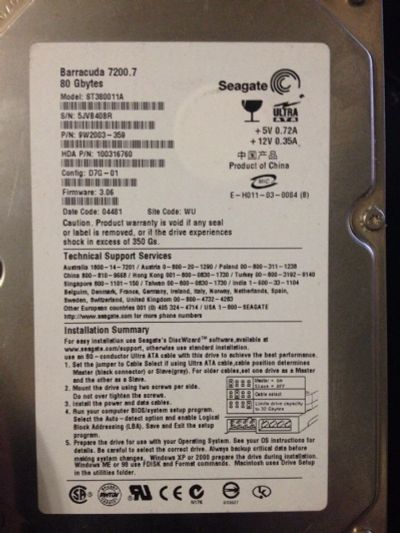 Barracuda 7200.7
80 Gbytes
Seagate
Model: ST380011A
ULTRA
ATA
S/N: 5JVB40BR
+5V 0.72A
P/N: 9W2003-359
+12V 0.35A
HDA P/N: 100316760
中国产品
Product of China
Config: D7G-01
Firmware: 3.06
E-H011-03-0084 (B)
Date Code: 04481 Site Code: WU
Caution. Product warranty is void if any seal
or label is removed, or if the drive experiences
shock in excess of 350 Gs.
Technical Support Services
Australia 1800-14-7201 / Austria 0-800-20-1290 / Poland 00-800-311-1238
China 800-810-9668 / Hong Kong 001-800-0830-1730 / Turkey 00-800-3192-9140
Singapore 800-1101-150 / Taiwan 00-800-0830-1730 / India 1-600-33-1104
Belgium, Denmark, France, Germany, Ireland, Italy, Norway, Netherlands, Spain,
Sweden, Switzerland, United Kingdom 00-800-4732-4283
Other European countries 001 (0) 405 324-4714 / USA 1-800-SEAGATE
http://www.seagate.com for more phone numbers
Installation Summary
For easy installation use Seagate's DiscWizard™ software,available at
www.seagate.com/support, otherwise use standard installation.
use an 80-conductor Ultra ATA cable with this drive to achieve the best performance.
1. Set the jumper to Cable Select if using Ultra ATA cable,cable position determines
Master (black connector) or Slave(gray). For older cables,set one drive as a Master
and the other as a Slave.
2. Mount the drive using two screws per side.
Do not over tighten the screws.
3. Install the power and data cables.
4. Run your computer BIOS/system setup program.
Select the Auto-detect option and enable Logical
Block Addressing (LBA). Save and Exit the setup
program.
Master = ON
Slave = OFF
Cable select
Limits drive capacity
to 32 Gbytes
5. Prepare the drive for use with your Operating System. See your OS instructions for
details. Be careful to select the correct drive. Always backup critical data before
making system changes. Windows XP or 2000 prepare the drive during installation.
Windows ME or 98 use FDISK and Format commands. Macintosh uses Drive Setup
in the utilities folder.
N176